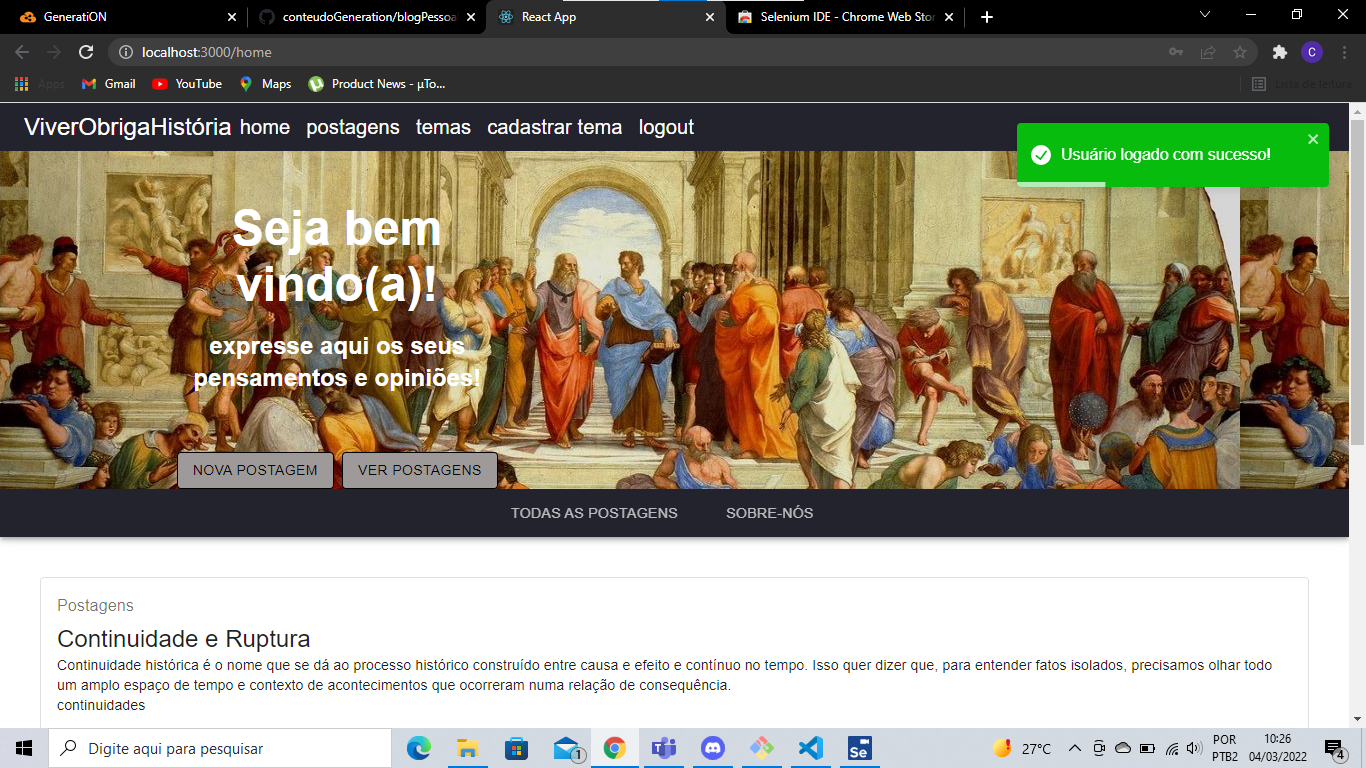 GeneratiON
conteudoGeneration/blogPessoa
React App
Selenium IDE - Chrome Web Stor
localhost:3000/home
C
Apps
Gmail
YouTube
Maps
Product News - µTo...
Lista de leitura
ViverObrigaHistória home postagens temas cadastrar tema logout
Usuário logado com sucesso!
Seja bem
vindo(a)!
expresse aqui os seus
pensamentos e opiniões!
NOVA POSTAGEM
VER POSTAGENS
TODAS AS POSTAGENS
SOBRE-NÓS
Postagens
Continuidade e Ruptura
Continuidade histórica é o nome que se dá ao processo histórico construído entre causa e efeito e contínuo no tempo. Isso quer dizer que, para entender fatos isolados, precisamos olhar todo
um amplo espaço de tempo e contexto de acontecimentos que ocorreram numa relação de consequência.
continuidades
Digite aqui para pesquisar
1
Se
27°C
POR
PTB2
10:26
04/03/2022
4